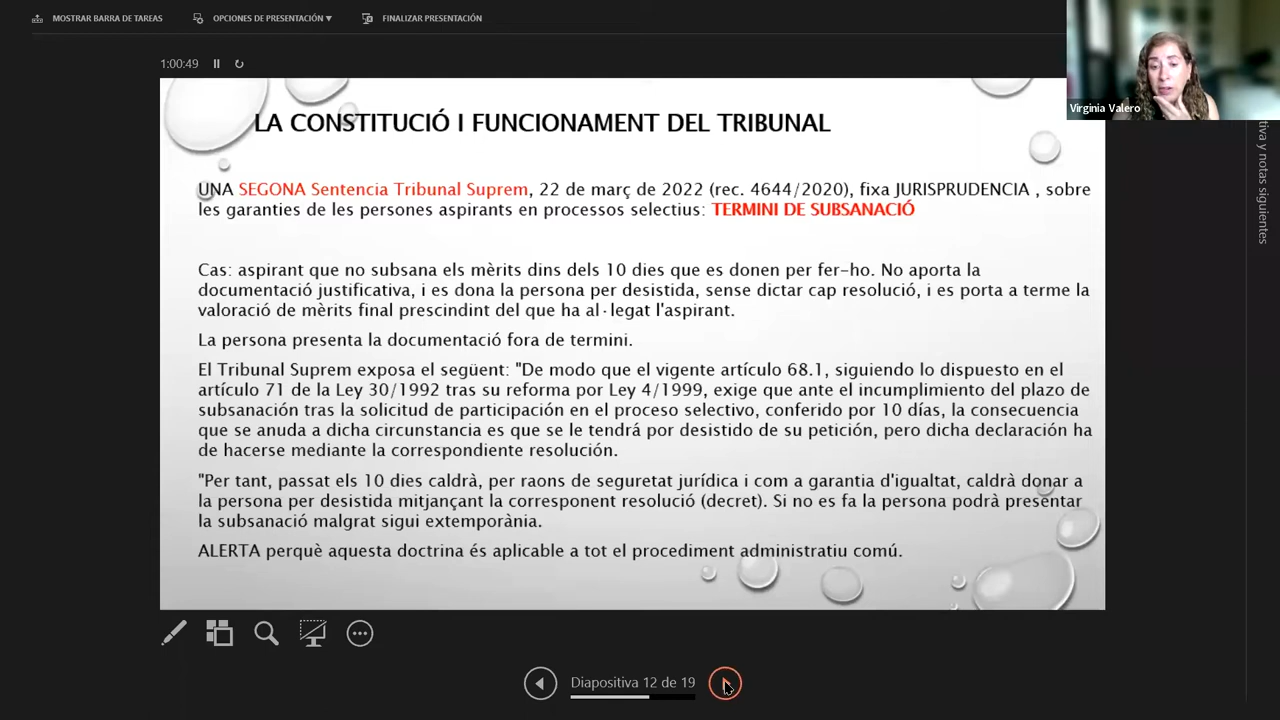 MOSTRAR BARRA DE TAREAS
OPCIONES DE PRESENTACIÓN ▼
FINALIZAR PRESENTACIÓN
1:00:49
Virginia Valero
LA CONSTITUCIÓ I FUNCIONAMENT DEL TRIBUNAL
UNA SEGONA Sentencia Tribunal Suprem, 22 de març de 2022 (rec. 4644/2020), fixa JURISPRUDENCIA , sobre
les garanties de les persones aspirants en processos selectius: TERMINI DE SUBSANACIÓ
Cas: aspirant que no subsana els mèrits dins dels 10 dies que es donen per fer-ho. No aporta la
documentació justificativa, i es dona la persona per desistida, sense dictar cap resolució, i es porta a terme la
valoració de mèrits final prescindint del que ha al·legat l'aspirant.
La persona presenta la documentació fora de termini.
El Tribunal Suprem exposa el següent: "De modo que el vigente artículo 68.1, siguiendo lo dispuesto en el
artículo 71 de la Ley 30/1992 tras su reforma por Ley 4/1999, exige que ante el incumplimiento del plazo de
subsanación tras la solicitud de participación en el proceso selectivo, conferido por 10 días, la consecuencia
que se anuda a dicha circunstancia es que se le tendrá por desistido de su petición, pero dicha declaración ha
de hacerse mediante la correspondiente resolución.
"Per tant, passat els 10 dies caldrà, per raons de seguretat jurídica i com a garantia d'igualtat, caldrà donar a
la persona per desistida mitjançant la corresponent resolució (decret). Si no es fa la persona podrà presentar
la subsanació malgrat sigui extemporània.
ALERTA perquè aquesta doctrina és aplicable a tot el procediment administratiu comú.
tiva y notas siguientes
Diapositiva 12 de 19